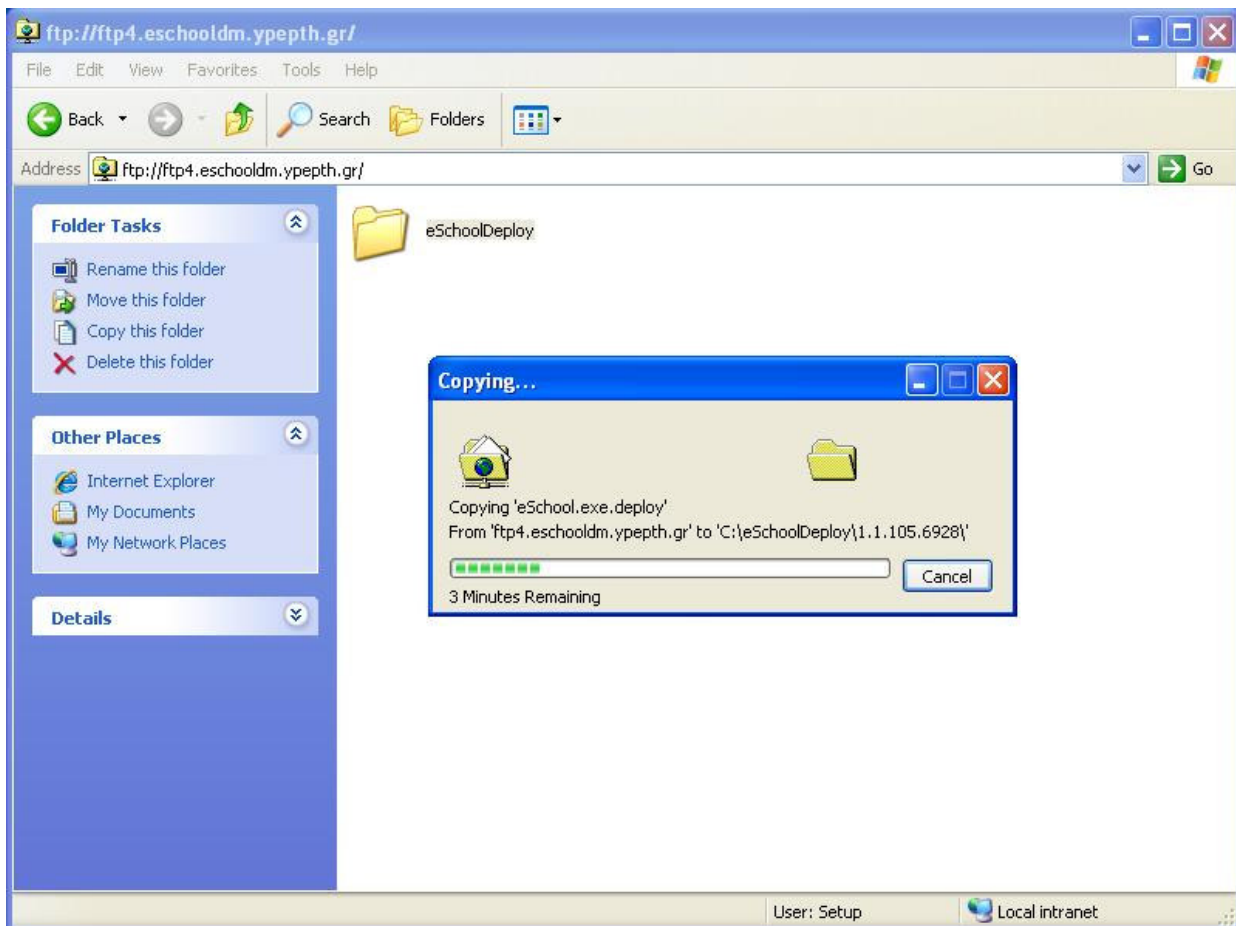 ftp://ftp4.eschooldm.ypepth.gr/
File Edit View Favorites Tools Help
Back Search Folders
Address ftp://ftp4.eschooldm.ypepth.gr/ Go
Folder Tasks
Rename this folder
Move this folder
Copy this folder
Delete this folder
Other Places
Internet Explorer
My Documents
My Network Places
Details
eSchoolDeploy
Copying...
Copying 'eSchool.exe.deploy'
From 'ftp4.eschooldm.ypepth.gr' to 'C:\eSchoolDeploy\1.1.105.6928\'
Cancel
3 Minutes Remaining
User: Setup Local intranet